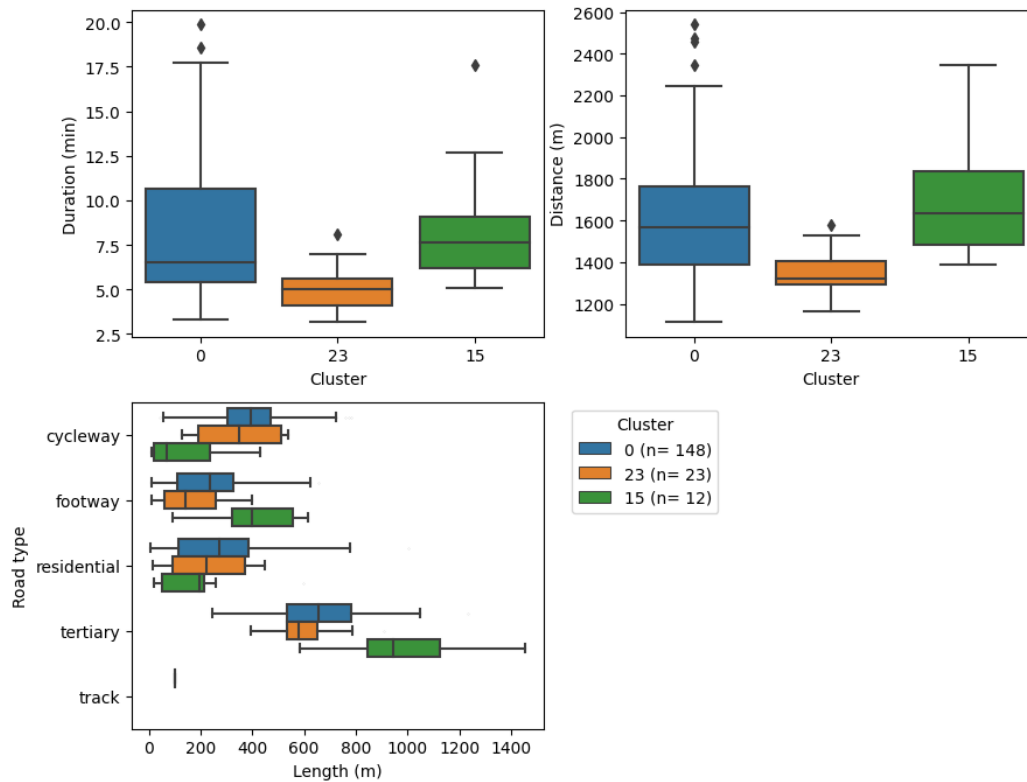 20.0
17.5
15.0
12.5
10.0
7.5
5.0
2.5
Duration (min)
0 23 15
Cluster
2600
2400
2200
2000
1800
1600
1400
1200
Distance (m)
0 23 15
Cluster
cycleway
footway
residential
tertiary
track
Road type
0 200 400 600 800 1000 1200 1400
Length (m)
Cluster
0 (n= 148)
23 (n= 23)
15 (n= 12)